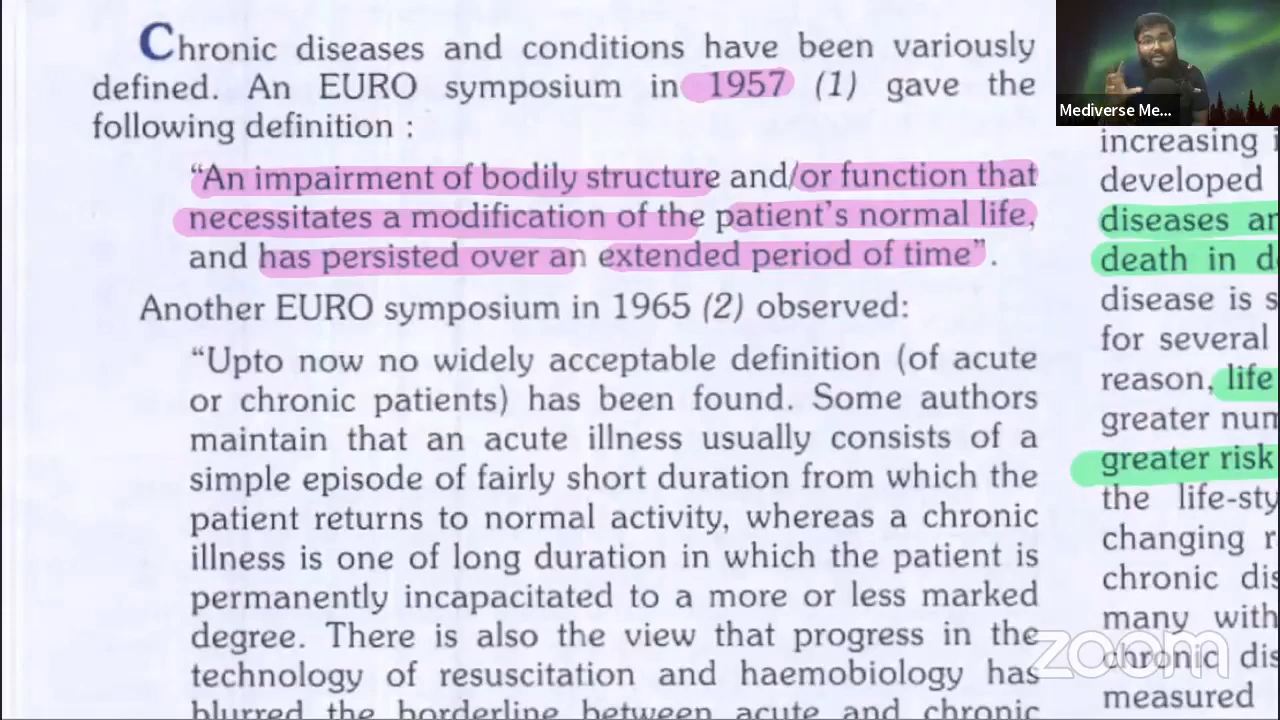 Chronic diseases and conditions have been variously
defined. An EURO symposium in 1957 (1) gave the
following definition :
“An impairment of bodily structure and/or function that
necessitates a modification of the patient's normal life,
and has persisted over an extended period of time” .
Another EURO symposium in 1965 (2) observed:
“Upto now no widely acceptable definition (of acute
or chronic patients) has been found. Some authors
maintain that an acute illness usually consists of a
simple episode of fairly short duration from which the
patient returns to normal activity, whereas a chronic
illness is one of long duration in which the patient is
permanently incapacitated to a more or less marked
degree. There is also the view that progress in the
technology of resuscitation and haemobiology has
blurred the borderline between acute and chronic
Mediverse Me...
increasing
developed
diseases
death in
disease is
for several
reason, life
greater
greater risk
the
changing
chronic
many with
chronic
measured
zoom